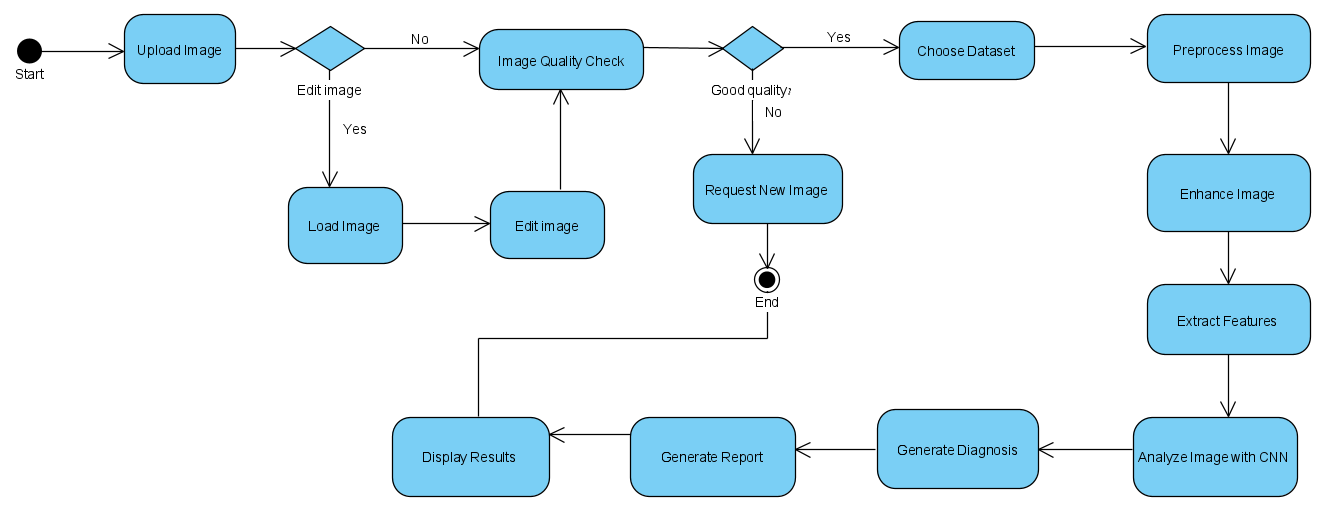 Start
Upload Image
Edit image
No
Yes
Load Image
Edit image
Image Quality Check
Good quality?
No
Request New Image
End
Yes
Choose Dataset
Preprocess Image
Enhance Image
Extract Features
Analyze Image with CNN
Generate Diagnosis
Generate Report
Display Results